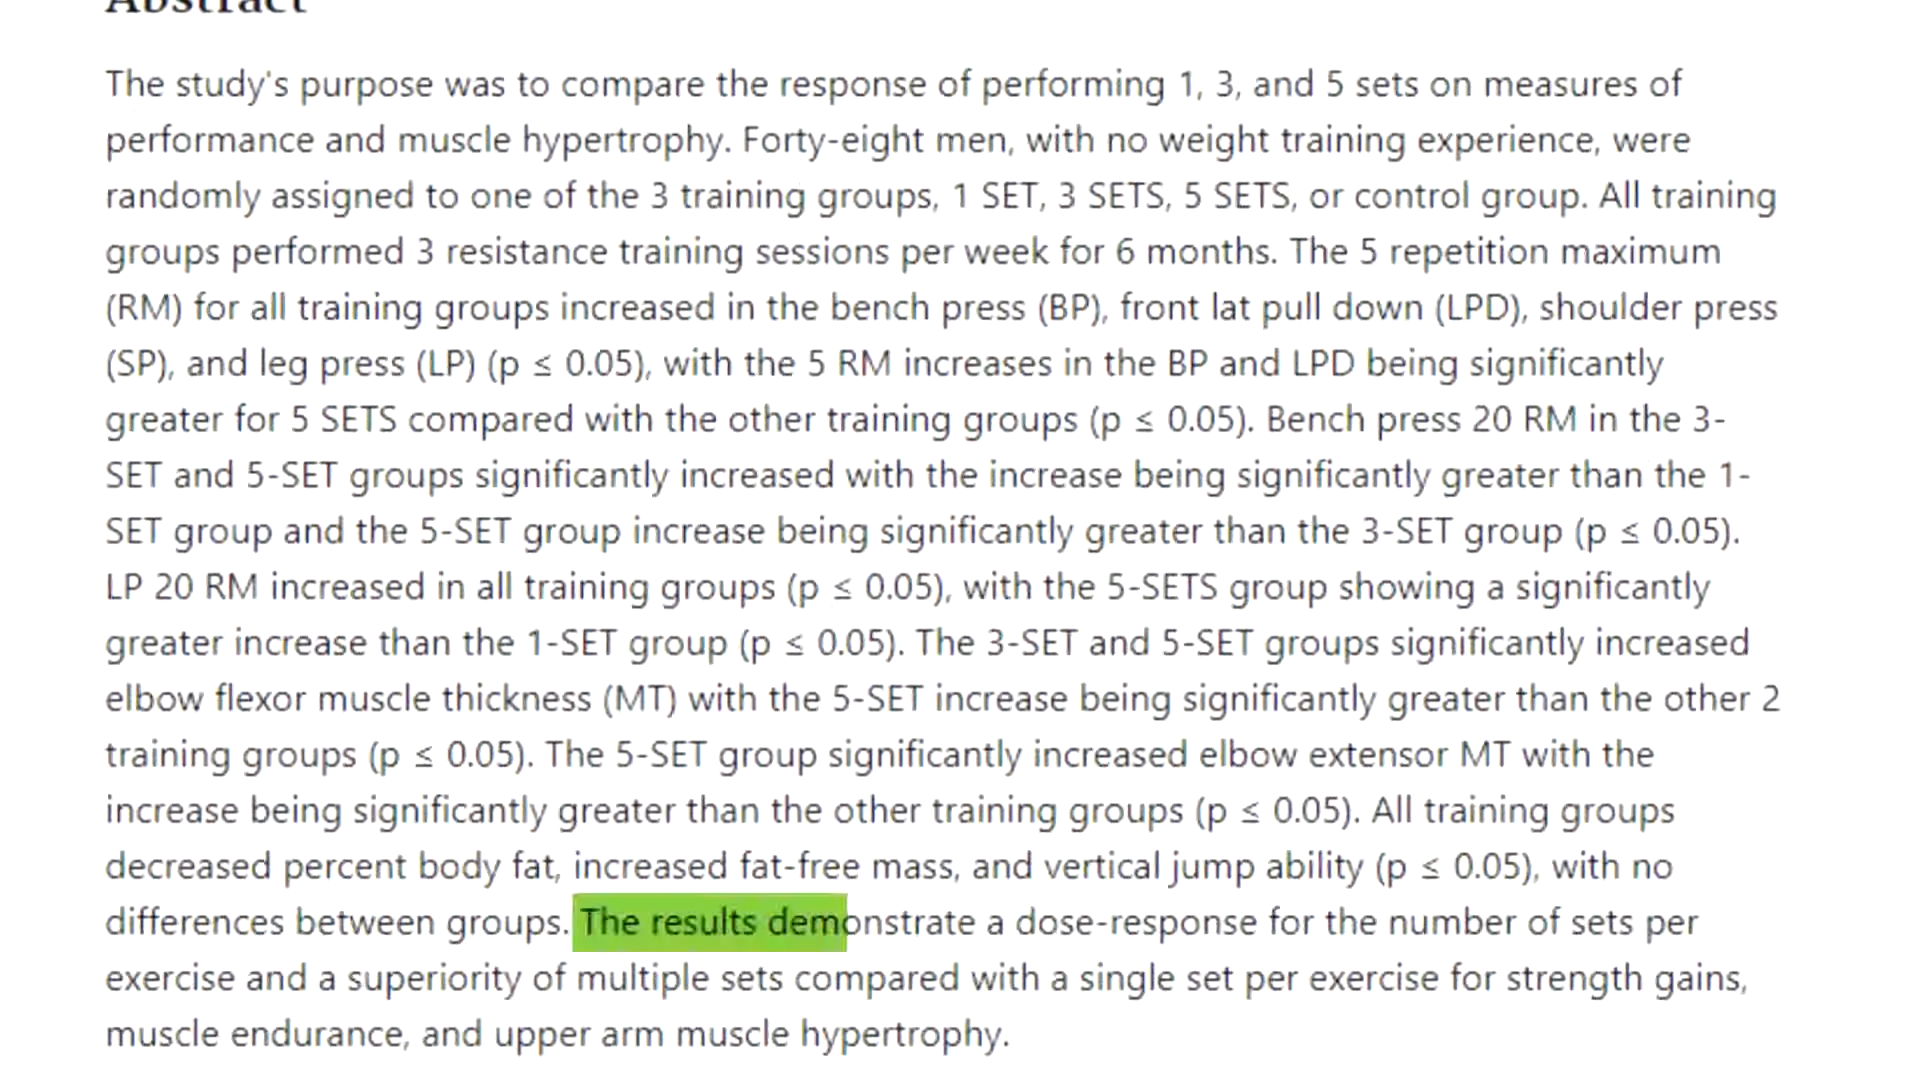 Abstract
The study's purpose was to compare the response of performing 1, 3, and 5 sets on measures of
performance and muscle hypertrophy. Forty-eight men, with no weight training experience, were
randomly assigned to one of the 3 training groups, 1 SET, 3 SETS, 5 SETS, or control group. All training
groups performed 3 resistance training sessions per week for 6 months. The 5 repetition maximum
(RM) for all training groups increased in the bench press (BP), front lat pull down (LPD), shoulder press
(SP), and leg press (LP) (p ≤ 0.05), with the 5 RM increases in the BP and LPD being significantly
greater for 5 SETS compared with the other training groups (p ≤ 0.05). Bench press 20 RM in the 3-
SET and 5-SET groups significantly increased with the increase being significantly greater than the 1-
SET group and the 5-SET group increase being significantly greater than the 3-SET group (p ≤ 0.05).
LP 20 RM increased in all training groups (p ≤ 0.05), with the 5-SETS group showing a significantly
greater increase than the 1-SET group (p ≤ 0.05). The 3-SET and 5-SET groups significantly increased
elbow flexor muscle thickness (MT) with the 5-SET increase being significantly greater than the other 2
training groups (p ≤ 0.05). The 5-SET group significantly increased elbow extensor MT with the
increase being significantly greater than the other training groups (p ≤ 0.05). All training groups
decreased percent body fat, increased fat-free mass, and vertical jump ability (p ≤ 0.05), with no
differences between groups. The results demonstrate a dose-response for the number of sets per
exercise and a superiority of multiple sets compared with a single set per exercise for strength gains,
muscle endurance, and upper arm muscle hypertrophy.